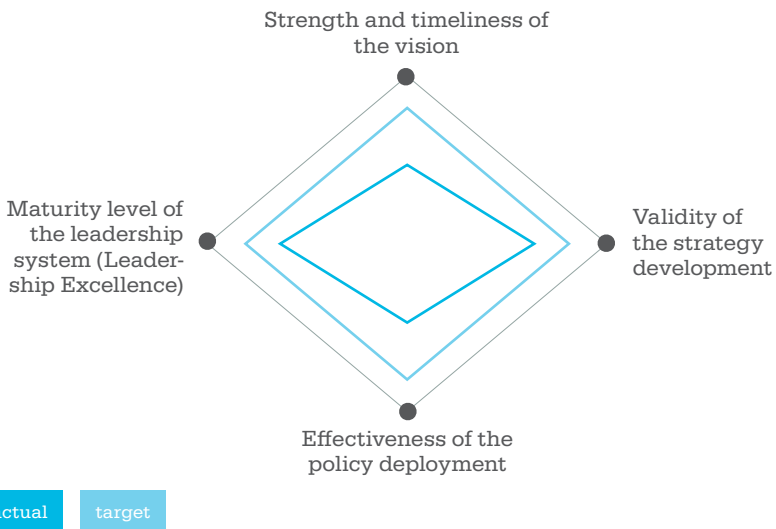 Strength and timeliness of
the vision
Maturity level of
the leadership
system (Leader-
ship Excellence)
Validity of
the strategy
development
Effectiveness of the
policy deployment
ctual
target